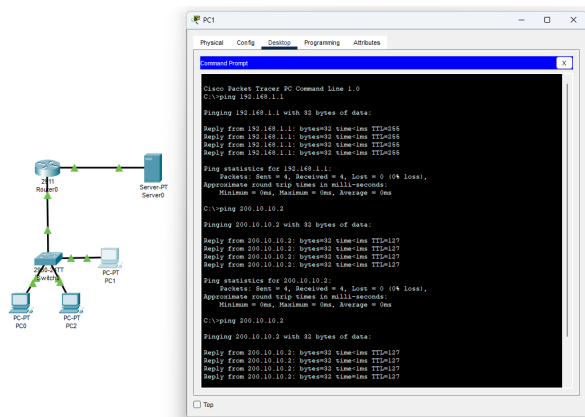 PC1
Physical Config Desktop Programming Attributes
Command Prompt
X
Cisco Packet Tracer PC Command Line 1.0
C:\>ping 192.168.1.1
Pinging 192.168.1.1 with 32 bytes of data:
Reply from 192.168.1.1: bytes=32 time<1ms TTL=255
Reply from 192.168.1.1: bytes=32 time<1ms TTL=255
Reply from 192.168.1.1: bytes=32 time<1ms TTL=255
Reply from 192.168.1.1: bytes=32 time<1ms TTL=255
Ping statistics for 192.168.1.1:
Packets: Sent = 4, Received = 4, Lost = 0 (0% loss),
Approximate round trip times in milli-seconds:
Minimum = 0ms, Maximum = 0ms, Average = 0ms
C:\>ping 200.10.10.2
Pinging 200.10.10.2 with 32 bytes of data:
Reply from 200.10.10.2: bytes=32 time<1ms TTL=127
Reply from 200.10.10.2: bytes=32 time<1ms TTL=127
Reply from 200.10.10.2: bytes=32 time<1ms TTL=127
Reply from 200.10.10.2: bytes=32 time<1ms TTL=127
Ping statistics for 200.10.10.2:
Packets: Sent = 4, Received = 4, Lost = 0 (0% loss),
Approximate round trip times in milli-seconds:
Minimum = 0ms, Maximum = 0ms, Average = 0ms
C:\>ping 200.10.10.2
Pinging 200.10.10.2 with 32 bytes of data:
Reply from 200.10.10.2: bytes=32 time<1ms TTL=127
Reply from 200.10.10.2: bytes=32 time<1ms TTL=127
Reply from 200.10.10.2: bytes=32 time<1ms TTL=127
Reply from 200.10.10.2: bytes=32 time=1ms TTL=127
Top
2811
Router0
Server-PT
Server0
PC-PT
PC1
PC-PT
PC0
PC-PT
PC2